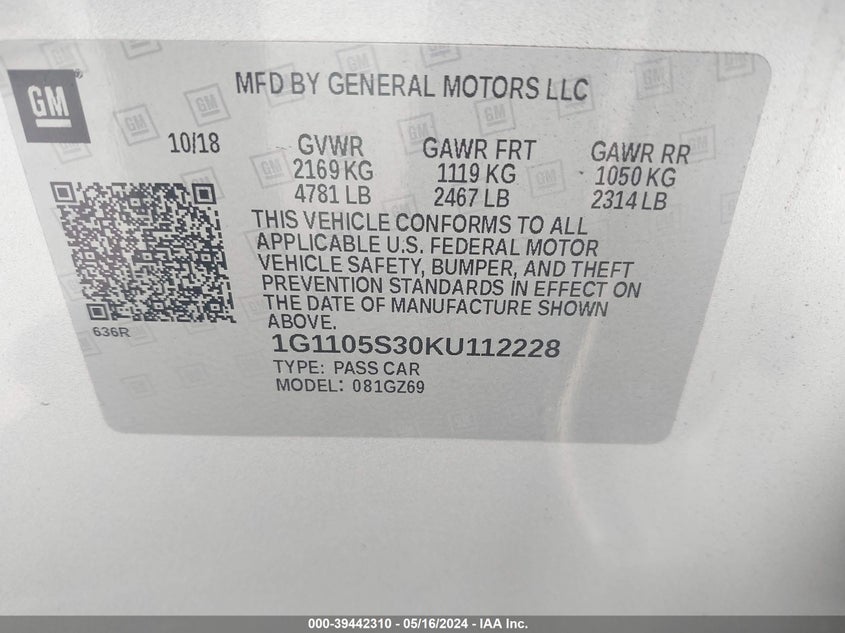 GM
MFD BY GENERAL MOTORS LLC
10/18 GVWR GAWR FRT GAWR RR
2169 KG 1119 KG 1050 KG
4781 LB 2467 LB 2314 LB
THIS VEHICLE CONFORMS TO ALL
APPLICABLE U.S. FEDERAL MOTOR
VEHICLE SAFETY, BUMPER, AND THEFT
PREVENTION STANDARDS IN EFFECT ON
THE DATE OF MANUFACTURE SHOWN
ABOVE.
636R
1G1105S30KU112228
TYPE: PASS CAR
MODEL: 081GZ69
000-39442310 - 05/16/2024 - IAA Inc.